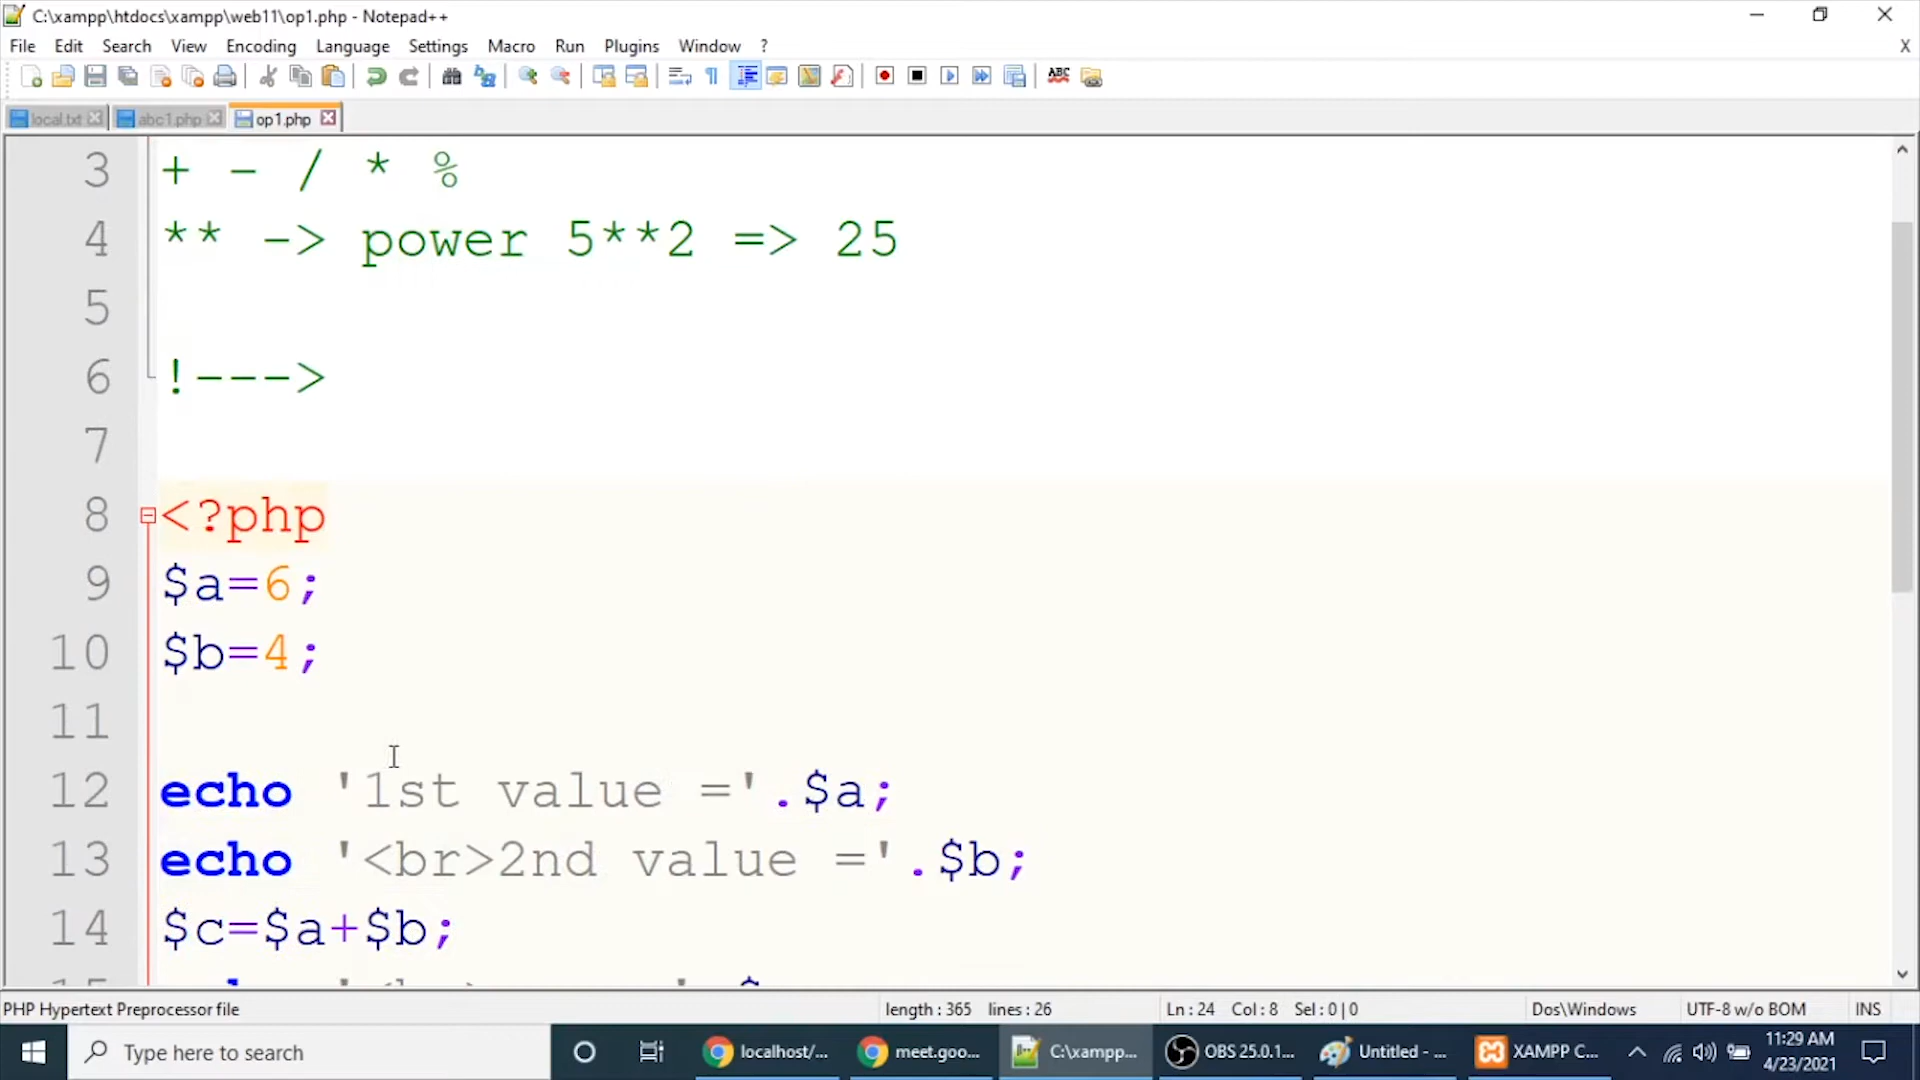 C:\xampp\htdocs\xampp\web11\op1.php - Notepad++
File Edit Search View Encoding Language Settings Macro Run Plugins Window ?
X
ABC
local.txt abc1.php op1.php
3 + - / * %
4 ** -> power 5**2 => 25
5
6 !--->
7
8 <?php
9 $a=6;
10 $b=4;
11
12 echo '1st value ='.$a;
13 echo '<br>2nd value ='.$b;
14 $c=$a+$b;
PHP Hypertext Preprocessor file length : 365 lines : 26 Ln : 24 Col : 8 Sel : 0 | 0 Dos\Windows UTF-8 w/o BOM INS
Type here to search localhost/... meet.goo... C:\xampp... OBS 25.0.1... Untitled - ... XAMPP C... 11:29 AM
4/23/2021